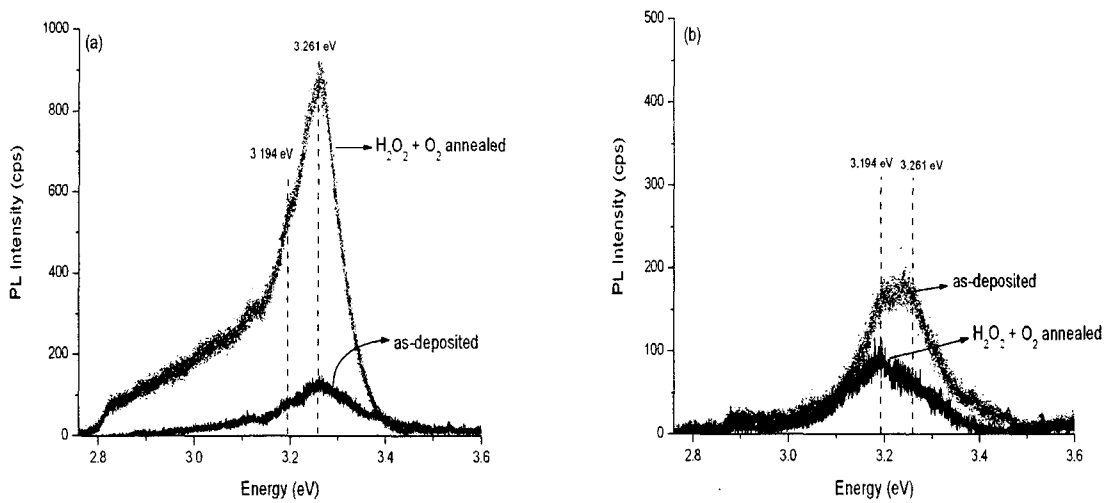 (a)
3.261 eV
3 194 eV
H2O2 + O2 annealed
as-deposited
PL Intensity (cps)
1000
800
600
400
200
0
2.8
3.0
3.2
3.4
3.6
Energy (eV)
(b)
3.194 eV
3.261 eV
as-deposited
H2O2 + O2 annealed
PL Intensity (cps)
500
400
300
200
100
0
2.8
3.0
3.2
3.4
3.6
Energy (eV)